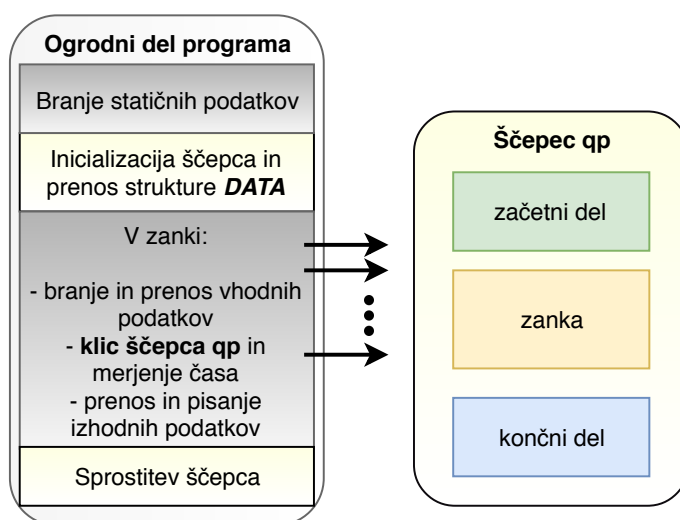 Ogrodni del programa
Branje statičnih podatkov
Inicializacija ščepca in
prenos strukture DATA
V zanki:
- branje in prenos vhodnih
podatkov
- klic ščepca qp in
merjenje časa
- prenos in pisanje
izhodnih podatkov
Sprostitev ščepca
Ščepec qp
začetni del
zanka
končni del